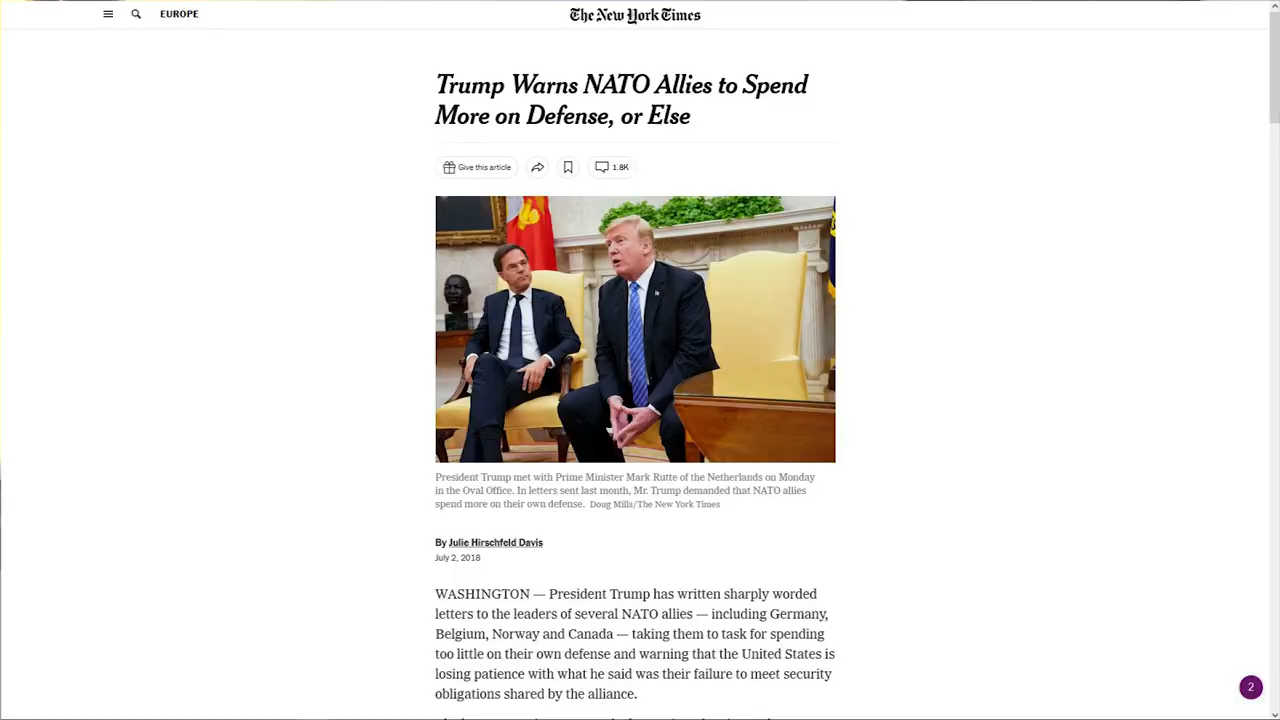 EUROPE
The New York Times
Trump Warns NATO Allies to Spend
More on Defense, or Else
Give this article
1.8K
President Trump met with Prime Minister Mark Rutte of the Netherlands on Monday
in the Oval Office. In letters sent last month, Mr. Trump demanded that NATO allies
spend more on their own defense. Doug Mills/The New York Times
By Julie Hirschfeld Davis
July 2, 2018
WASHINGTON — President Trump has written sharply worded
letters to the leaders of several NATO allies — including Germany,
Belgium, Norway and Canada — taking them to task for spending
too little on their own defense and warning that the United States is
losing patience with what he said was their failure to meet security
obligations shared by the alliance.
2